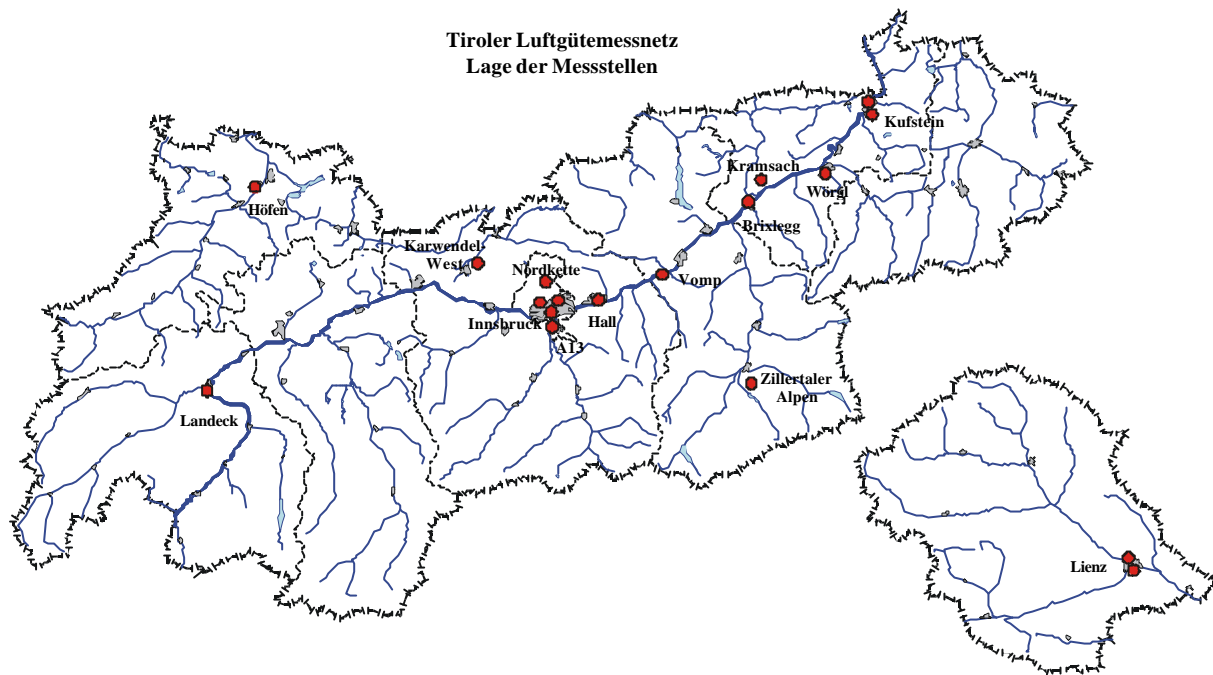 Tiroler Luftgütemessnetz
Lage der Messstellen
Kufstein
Kramsach
Wörgl
Höfen
Brixlegg
Karwendel-
West
Nordkette
Vomp
Innsbruck
Hall
A13
Zillertaler
Alpen
Landeck
Lienz